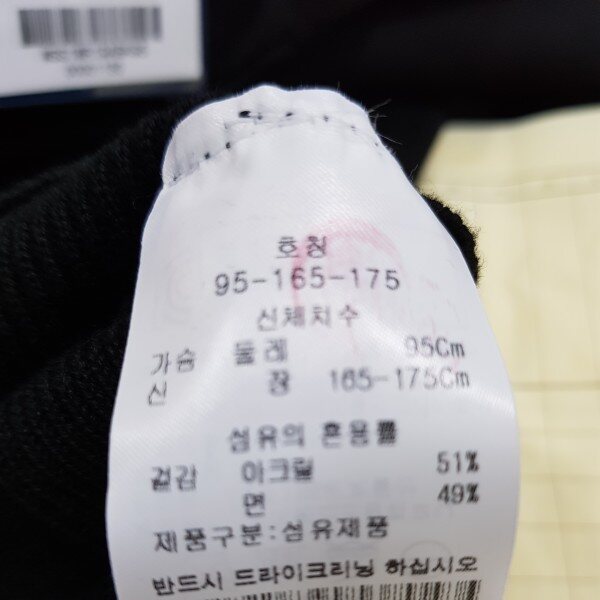 호칭
95-165-175
신체치수
가슴 둘레 95Cm
신 장 165-175Cm
섬유의 혼용률
겉감 아크릴 51%
면 49%
제품구분:섬유제품
반드시 드라이크리닝 하십시오